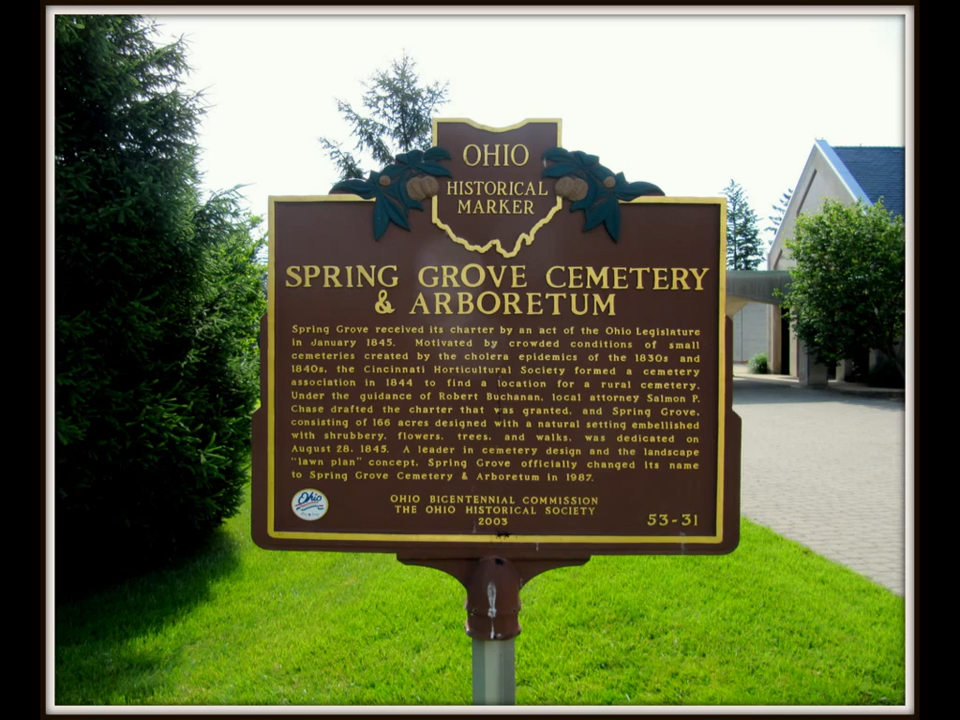 OHIO
HISTORICAL
MARKER
SPRING GROVE CEMETERY
& ARBORETUM
Spring Grove received its charter by an act of the Ohio Legislature
in January 1845. Motivated by crowded conditions of small
cemeteries created by the cholera epidemics of the 1830s and
1840s, the Cincinnati Horticultural Society formed a cemetery
association in 1844 to find a location for a rural cemetery.
Under the guidance of Robert Buchanan, local attorney Salmon P.
Chase drafted the charter that was granted, and Spring Grove,
consisting of 166 acres designed with a natural setting embellished
with shrubbery, flowers, trees, and walks, was dedicated on
August 28, 1845. A leader in cemetery design and the landscape
"lawn plan" concept, Spring Grove officially changed its name
to Spring Grove Cemetery & Arboretum in 1987.
Ohio
OHIO BICENTENNIAL COMMISSION
THE OHIO HISTORICAL SOCIETY
2003
53-31